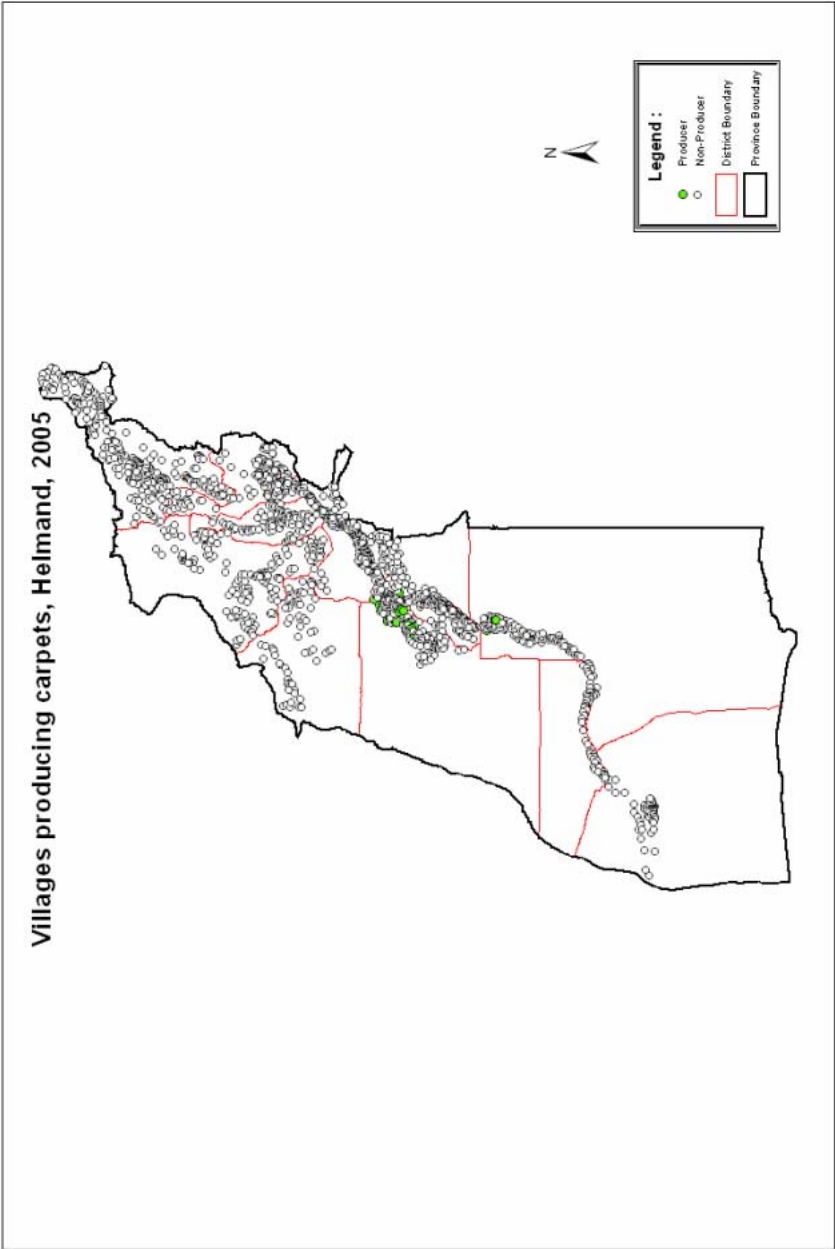 Villages producing carpets, Helmand, 2005
N
Legend :
Producer
Non-Producer
District Boundary
Province Boundary